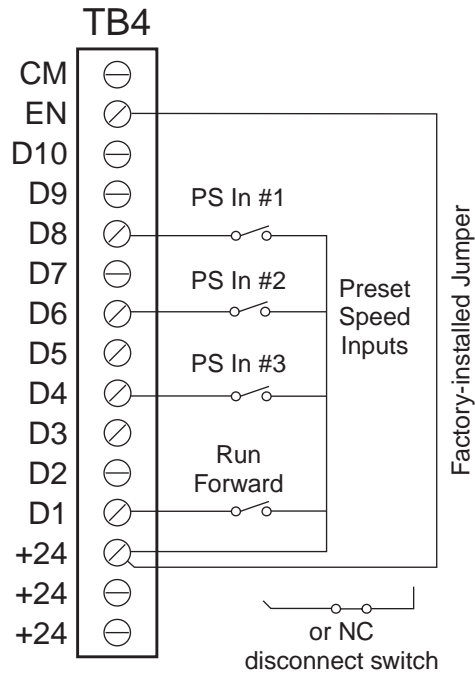 TB4
CM
EN
D10
D9
D8
D7
D6
D5
D4
D3
D2
D1
+24
+24
+24
PS In #1
PS In #2
PS In #3
Run
Forward
Preset
Speed
Inputs
Factory-installed Jumper
or NC
disconnect switch